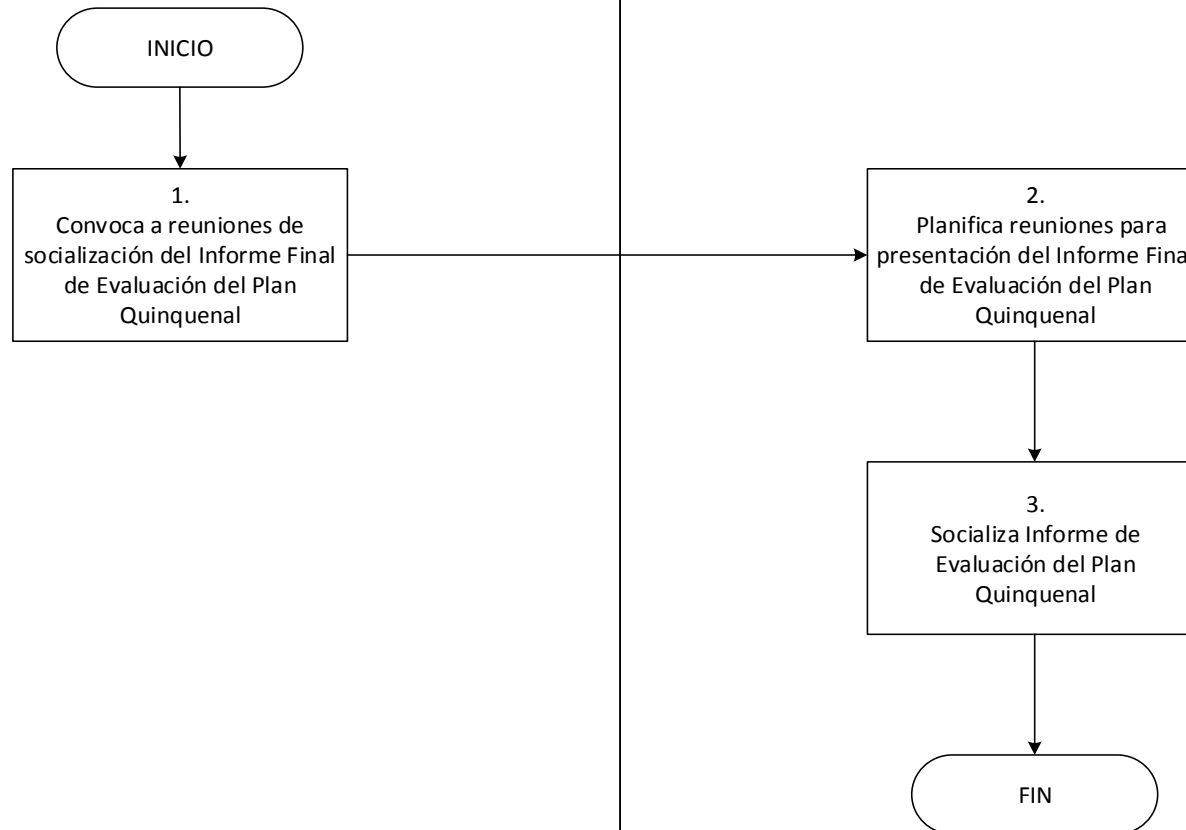 INICIO
1.
Convoca a reuniones de
socialización del Informe Final
de Evaluación del Plan
Quinquenal
2.
Planifica reuniones para
presentación del Informe Fina
de Evaluación del Plan
Quinquenal
3.
Socializa Informe de
Evaluación del Plan
Quinquenal
FIN